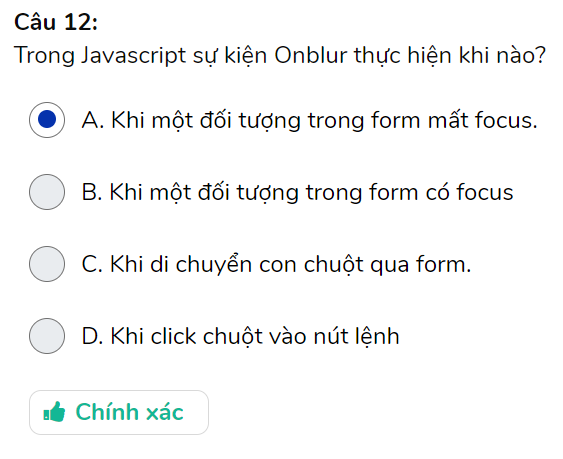 Câu 12:
Trong Javascript sự kiện Onblur thực hiện khi nào?
A. Khi một đối tượng trong form mất focus.
B. Khi một đối tượng trong form có focus
C. Khi di chuyển con chuột qua form.
D. Khi click chuột vào nút lệnh
Chính xác